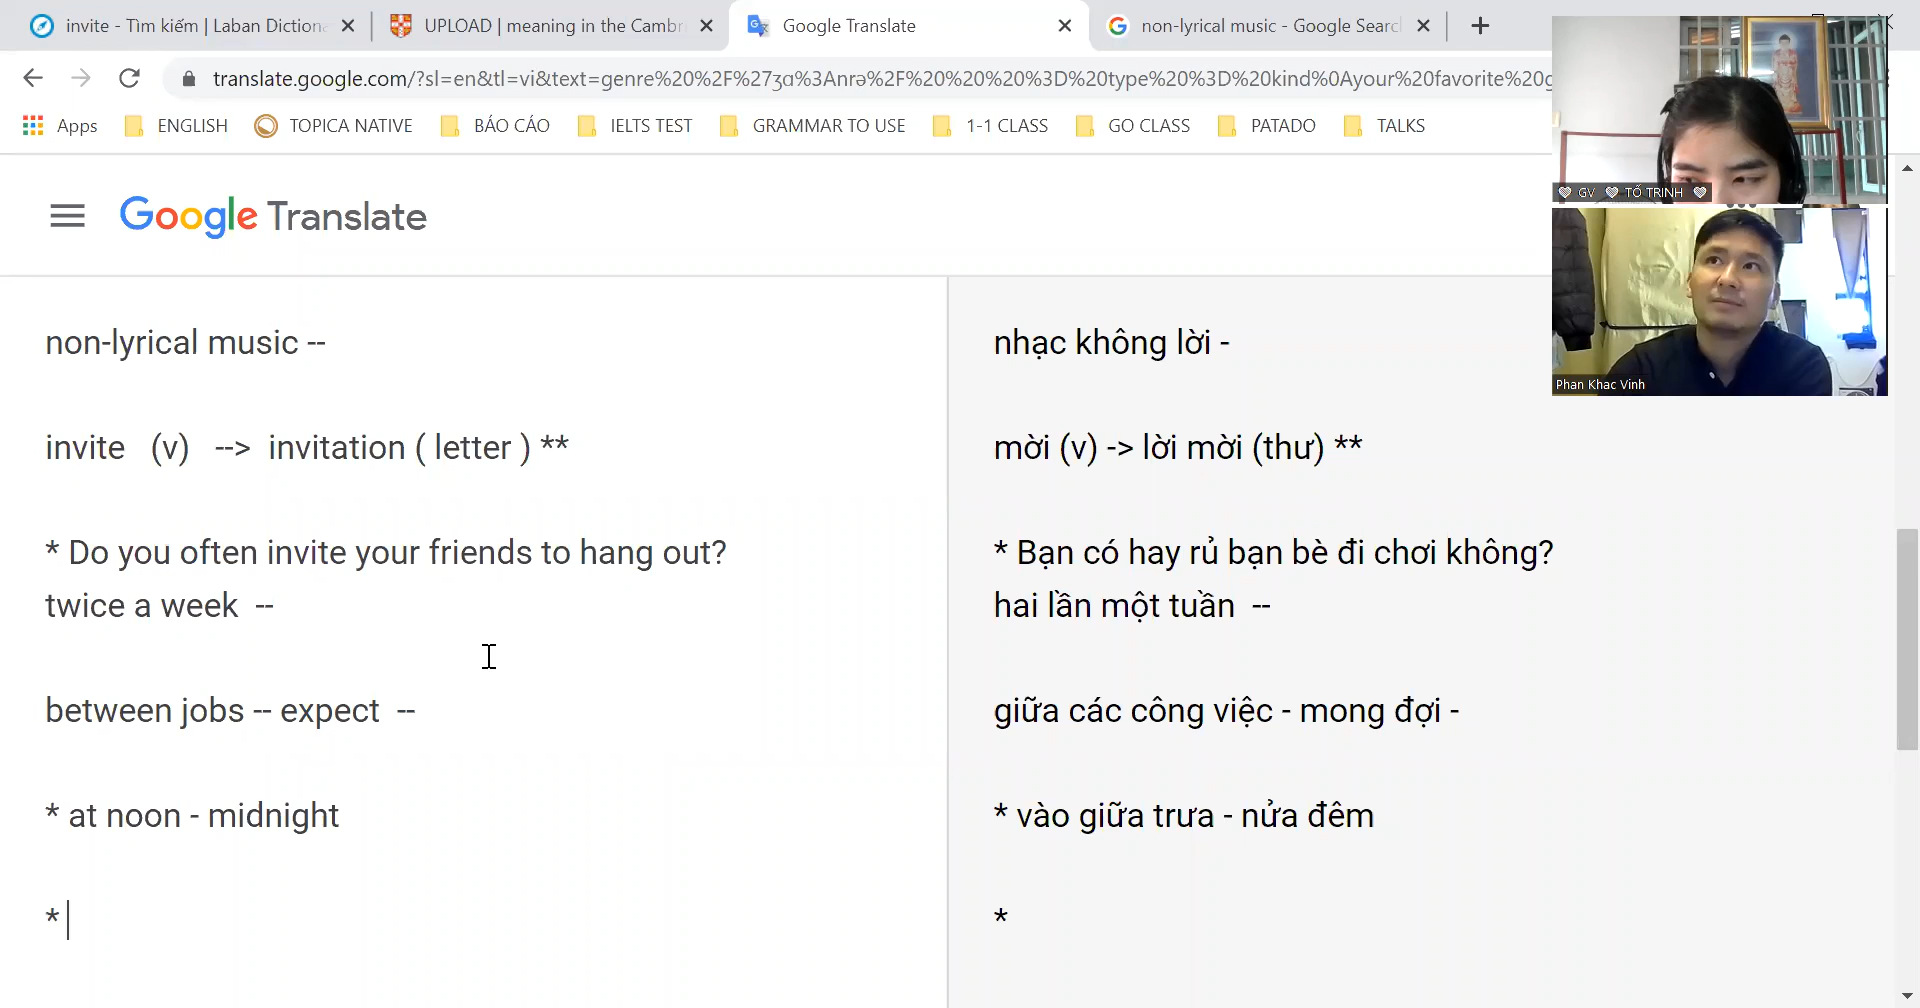 invite - Tìm kiếm | Laban Dictiona
UPLOAD | meaning in the Cambri
Google Translate
non-lyrical music - Google Search
translate.google.com/?sl=en&tl=vi&text=genre%20%2F%27ʒɑ%3Anrə%2F%20%20%20%3D%20type%20%3D%20kind%0Ayour%20favorite%20g
Apps
ENGLISH
TOPICA NATIVE
BÁO CÁO
IELTS TEST
GRAMMAR TO USE
1-1 CLASS
GO CLASS
PATADO
TALKS
GV TỐ TRINH
Google Translate
Phan Khac Vinh
non-lyrical music --
invite (v) --> invitation ( letter ) **
* Do you often invite your friends to hang out?
twice a week --
between jobs -- expect --
* at noon - midnight
*
nhạc không lời -
mời (v) -> lời mời (thư) **
* Bạn có hay rủ bạn bè đi chơi không?
hai lần một tuần --
giữa các công việc - mong đợi -
* vào giữa trưa - nửa đêm
*